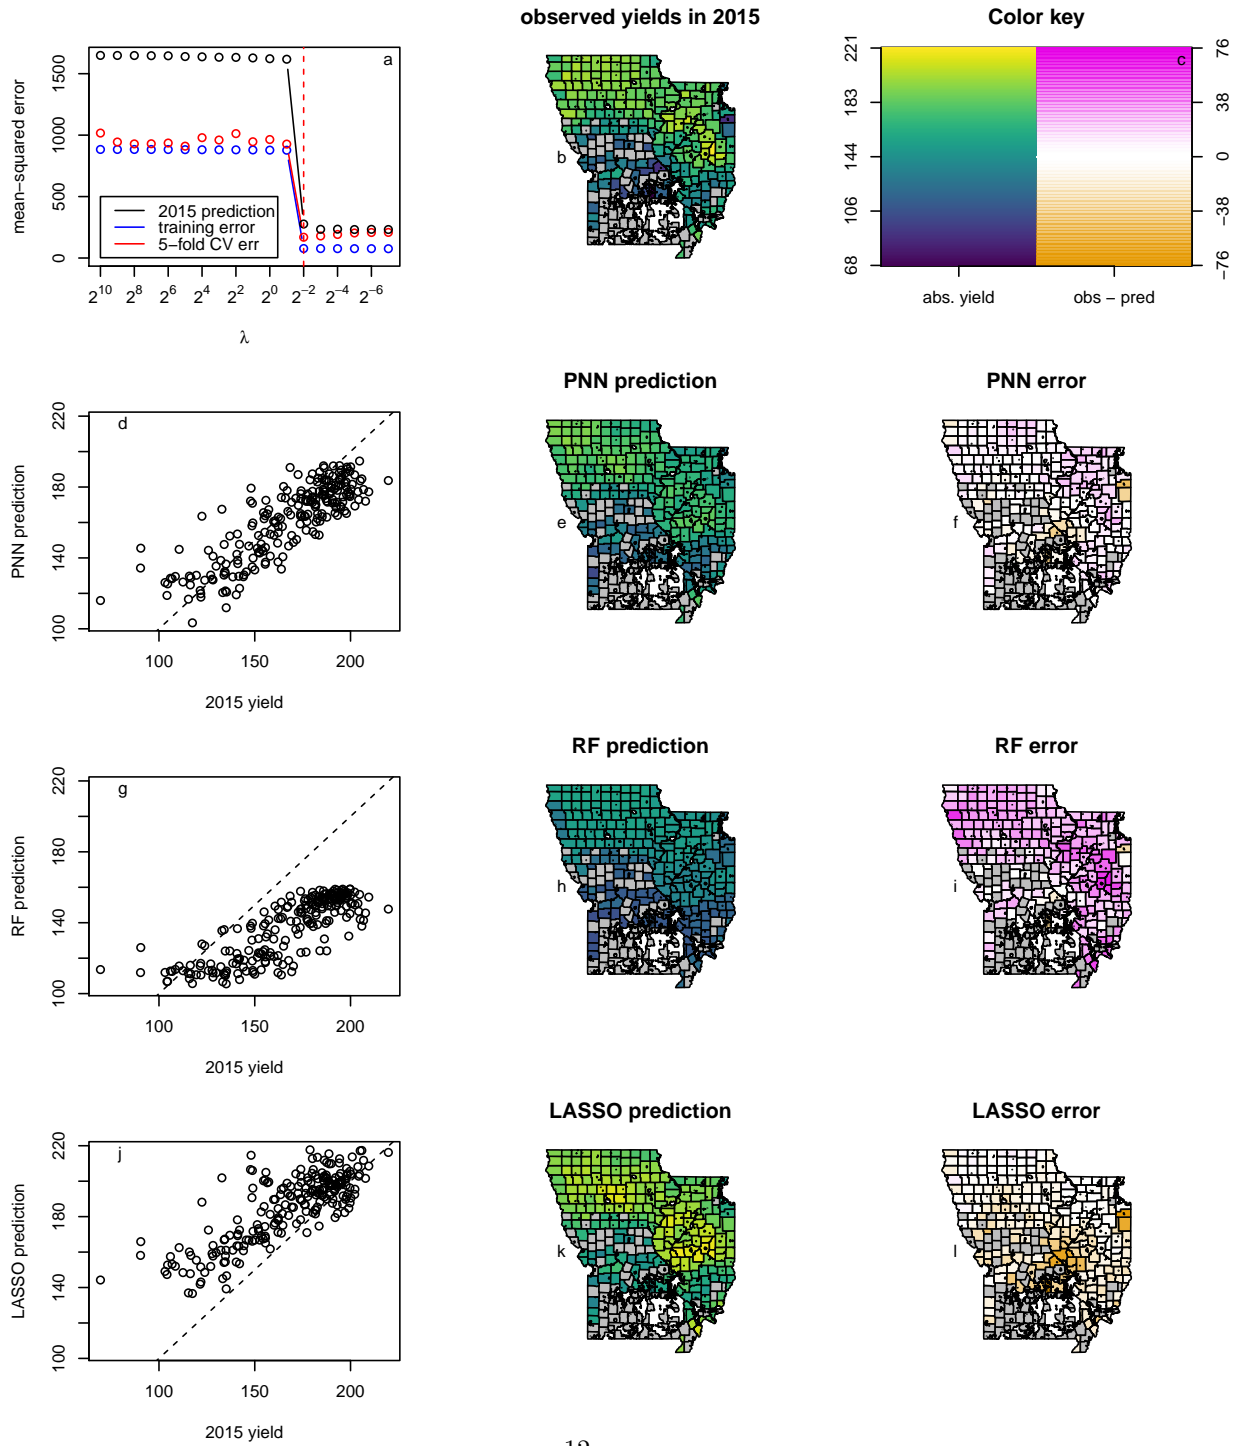 observed yields in 2015
Color key
a
mean−squared error
0
500
1000
1500
2^10
2^8
2^6
2^4
2^2
2^0
2^−2
2^−4
2^−6
λ
2015 prediction
training error
5−fold CV err
b
c
68
106
144
183
221
−76
−38
0
38
76
abs. yield
obs − pred
PNN prediction
PNN error
d
PNN prediction
100
140
180
220
100
150
200
2015 yield
e
f
RF prediction
RF error
g
RF prediction
100
140
180
220
100
150
200
2015 yield
h
i
LASSO prediction
LASSO error
j
LASSO prediction
100
140
180
220
100
150
200
2015 yield
k
l